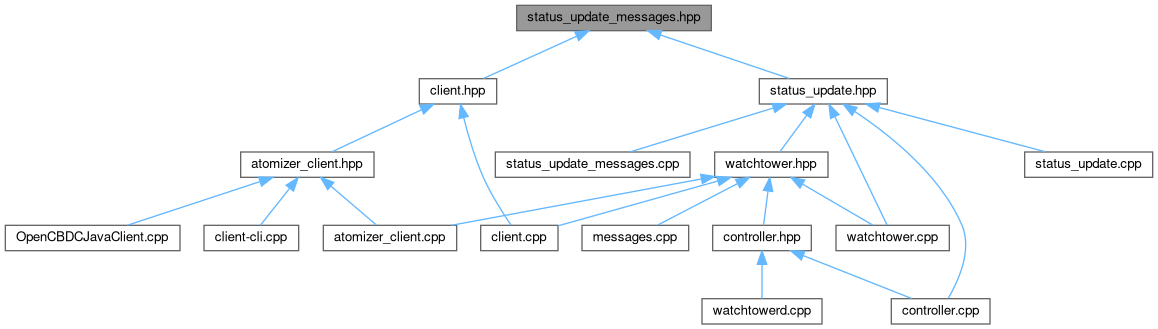 status_update_messages.hpp
client.hpp
status_update.hpp
atomizer_client.hpp
status_update_messages.cpp
watchtower.hpp
status_update.cpp
OpenCBDCJavaClient.cpp
client-cli.cpp
atomizer_client.cpp
client.cpp
messages.cpp
controller.hpp
watchtower.cpp
watchtowerd.cpp
controller.cpp